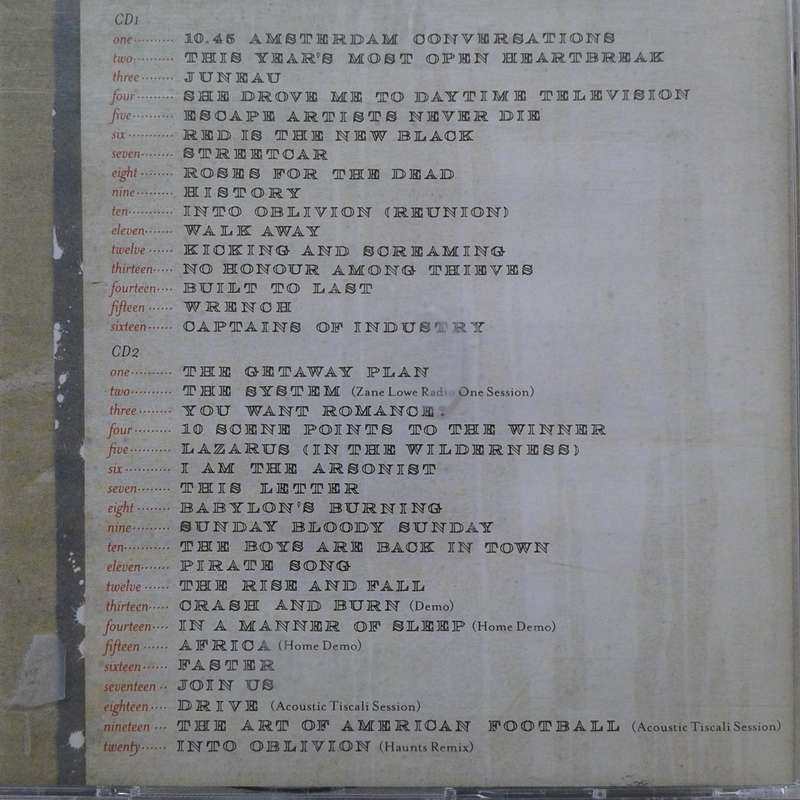 CD1
one 10.45 AMSTERDAM CONVERSATIONS
two THIS YEAR'S MOST OPEN HEARTBREAK
three JUNEAU
four SHE DROVE ME TO DAYTIME TELEVISION
five ESCAPE ARTISTS NEVER DIE
six RED IS THE NEW BLACK
seven STREETCAR
eight ROSES FOR THE DEAD
nine HISTORY
ten INTO OBLIVION (REUNION)
eleven WALK AWAY
twelve KICKING AND SCREAMING
thirteen NO HONOUR AMONG THIEVES
fourteen BUILT TO LAST
fifteen WRENCH
sixteen CAPTAINS OF INDUSTRY
CD2
one THE GETAWAY PLAN
two THE SYSTEM (Zane Lowe Radio One Session)
three YOU WANT ROMANCE?
four 10 SCENE POINTS TO THE WINNER
five LAZARUS (IN THE WILDERNESS)
six I AM THE ARSONIST
seven THIS LETTER
eight BABYLON'S BURNING
nine SUNDAY BLOODY SUNDAY
ten THE BOYS ARE BACK IN TOWN
eleven PIRATE SONG
twelve THE RISE AND FALL
thirteen CRASH AND BURN (Demo)
fourteen IN A MANNER OF SLEEP (Home Demo)
fifteen AFRICA (Home Demo)
sixteen FASTER
seventeen JOIN US
eighteen DRIVE (Acoustic Tiscali Session)
nineteen THE ART OF AMERICAN FOOTBALL (Acoustic Tiscali Session)
twenty INTO OBLIVION (Haunts Remix)